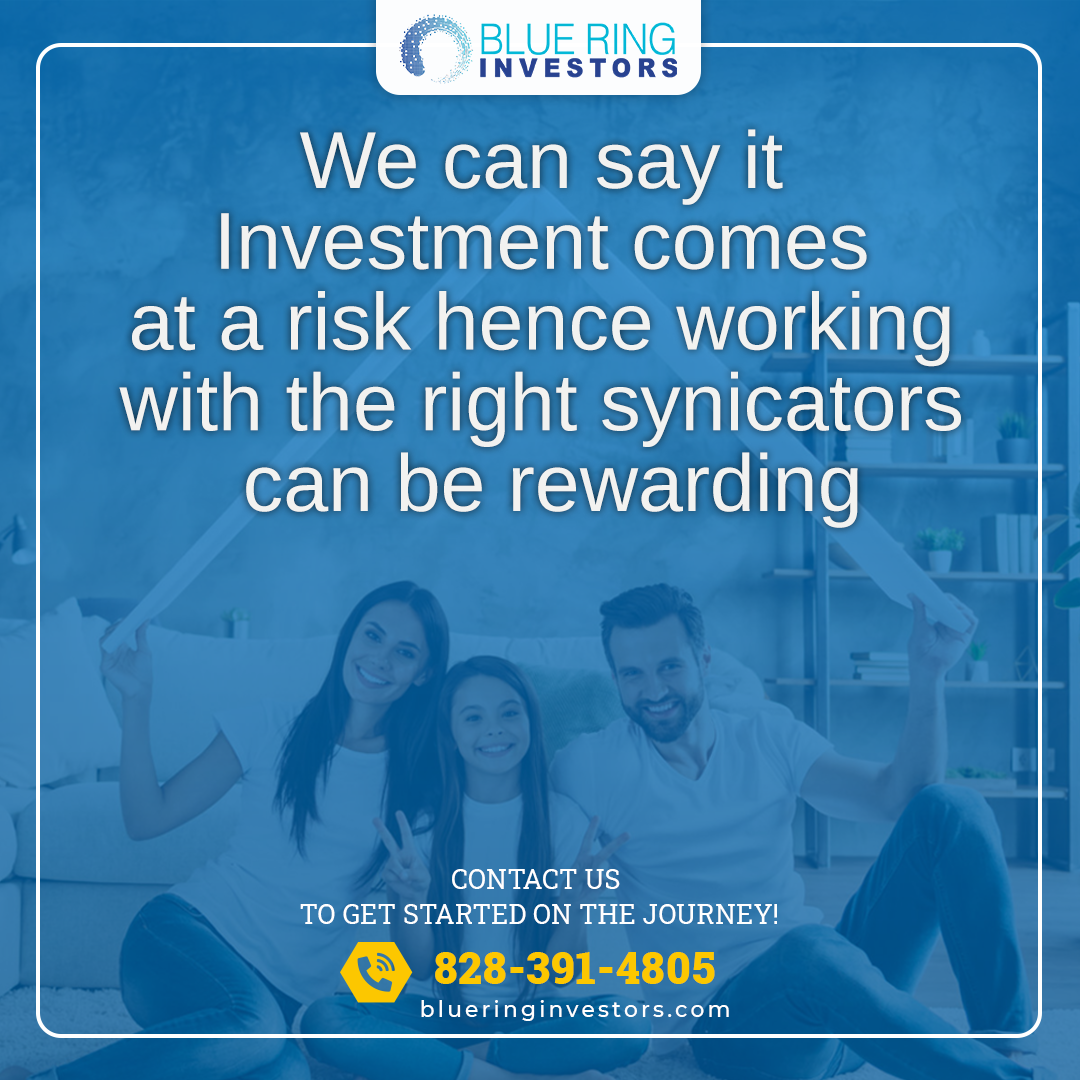 BLUE RING
INVESTORS
We can say it
Investment comes
at a risk hence working
with the right synicators
can be rewarding
CONTACT US
TO GET STARTED ON THE JOURNEY!
828-391-4805
blueringinvestors.com